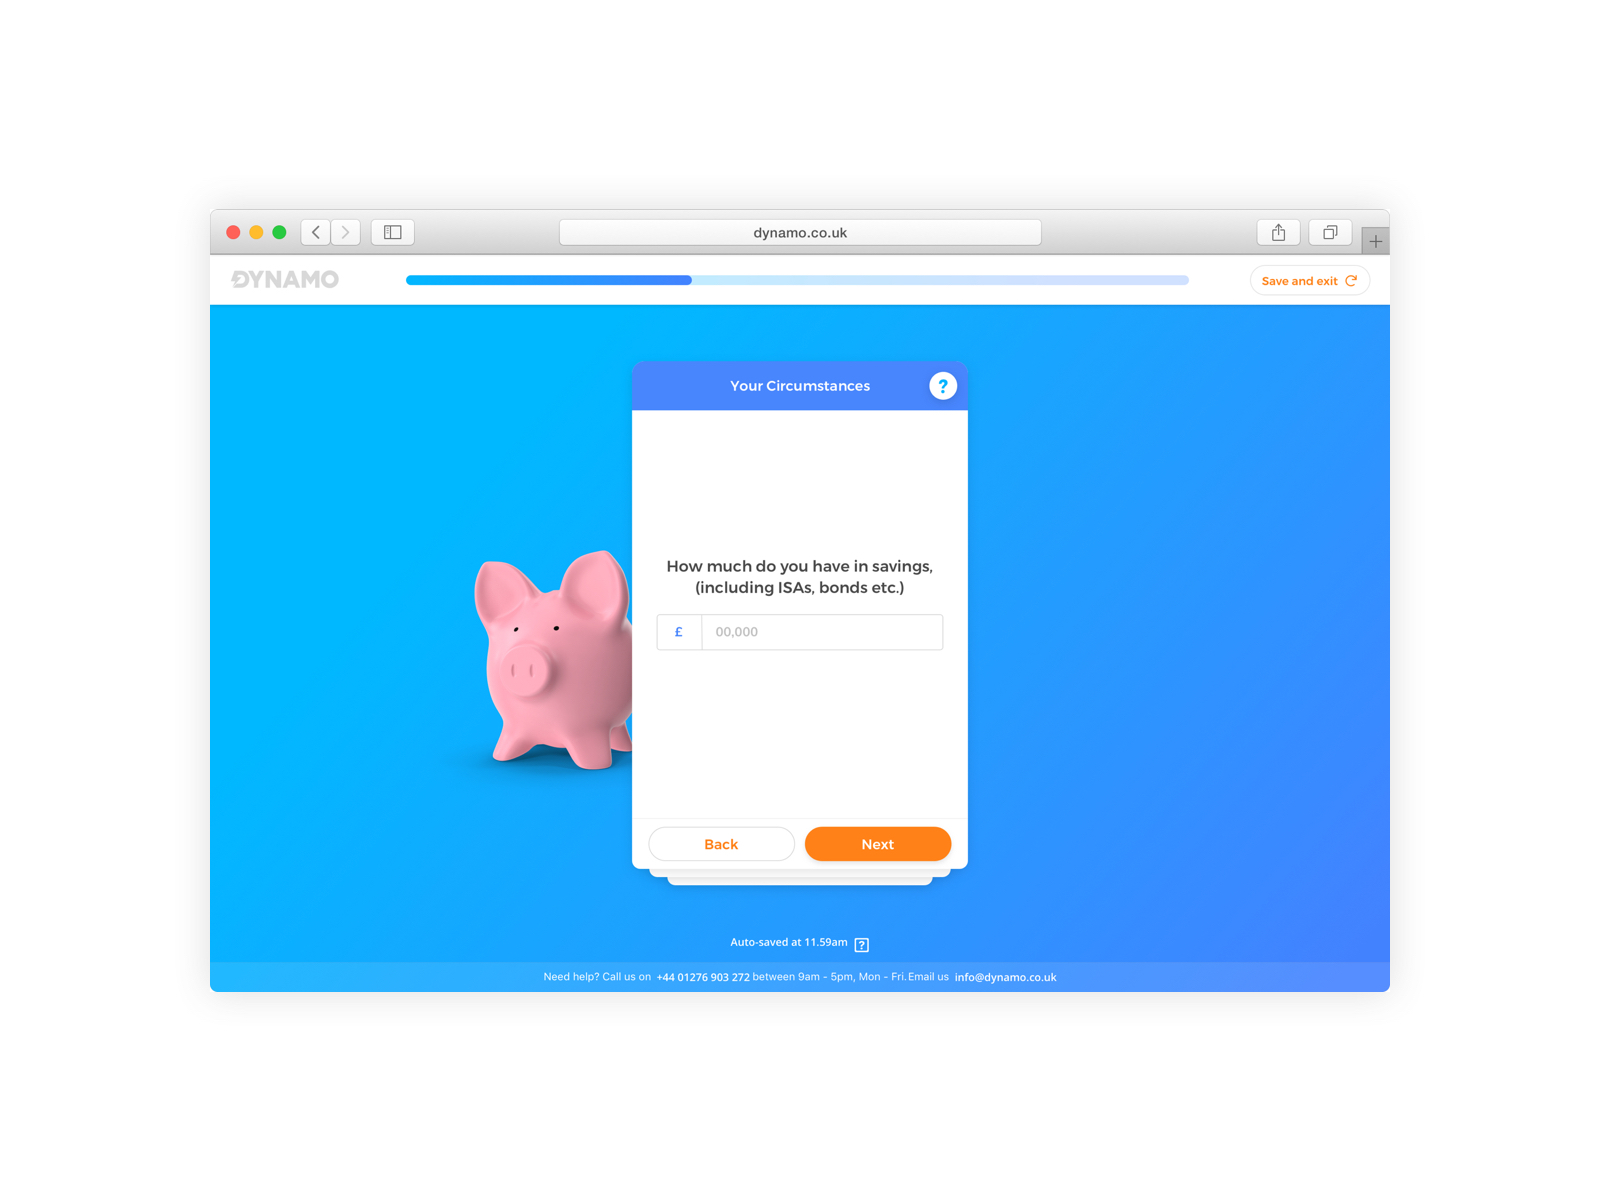 dynamo.co.uk
DYNAMO
Save and exit
Your Circumstances
?
How much do you have in savings,
(including ISAs, bonds etc.)
£ 00,000
Back
Next
Auto-saved at 11.59am ?
Need help? Call us on +44 01276 903 272 between 9am - 5pm, Mon - Fri. Email us info@dynamo.co.uk